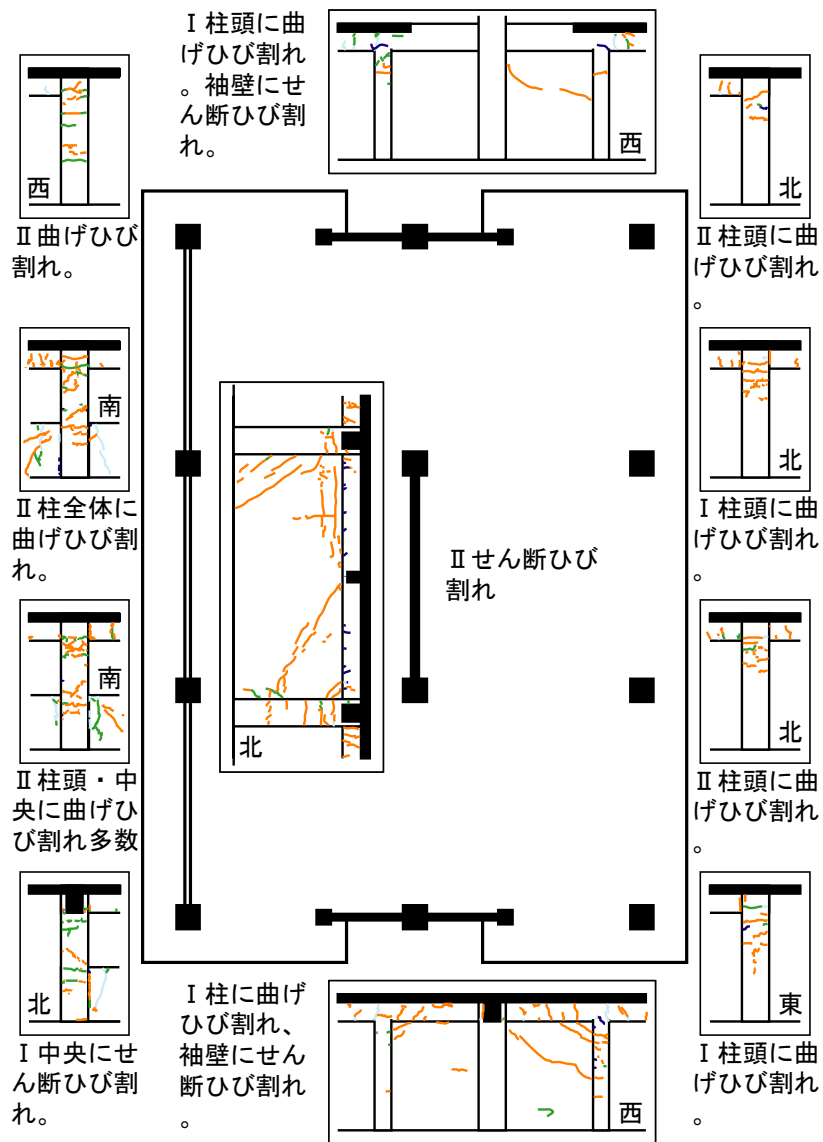 Ⅰ柱頭に曲
げひび割れ
。袖壁にせ
ん断ひび割
れ。
西
西
Ⅱ曲げひび
割れ。
北
Ⅱ柱頭に曲
げひび割れ
。
南
Ⅱ柱全体に
曲げひび割
れ。
北
Ⅰ柱頭に曲
げひび割れ
。
北
Ⅱせん断ひび
割れ
南
Ⅱ柱頭・中
央に曲げひ
び割れ多数
北
Ⅱ柱頭に曲
げひび割れ
。
北
Ⅰ中央にせ
ん断ひび割
れ。
Ⅰ柱に曲げ
ひび割れ、
袖壁にせん
断ひび割れ
。
西
東
Ⅰ柱頭に曲
げひび割れ
。